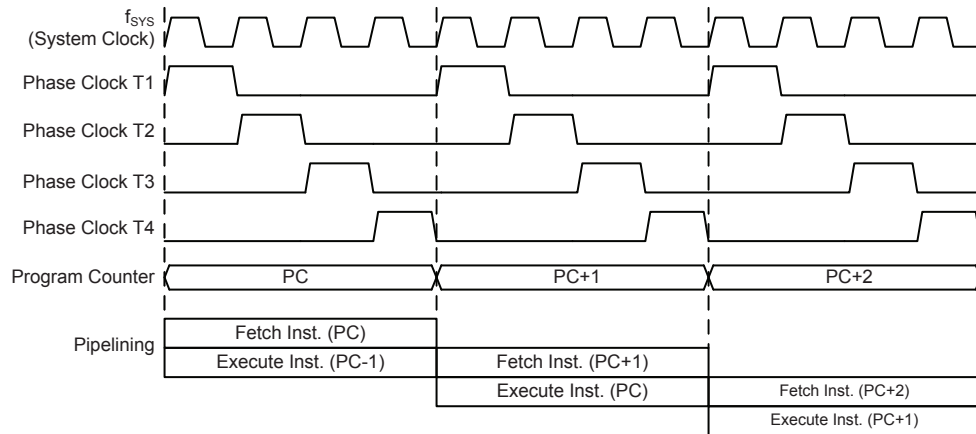 fSYS
(System Clock)
Phase Clock T1
Phase Clock T2
Phase Clock T3
Phase Clock T4
Program Counter PC PC+1 PC+2
Pipelining
Fetch Inst. (PC)
Execute Inst. (PC-1) Fetch Inst. (PC+1)
Execute Inst. (PC) Fetch Inst. (PC+2)
Execute Inst. (PC+1)